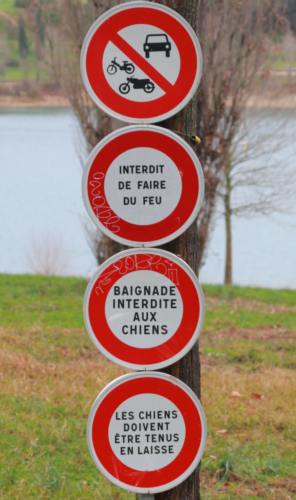 INTERDIT
DE FAIRE
DU FEU
BAIGNADE
INTERDITE
AUX
CHIENS
LES CHIENS
DOIVENT
ÊTRE TENUS
EN LAISSE